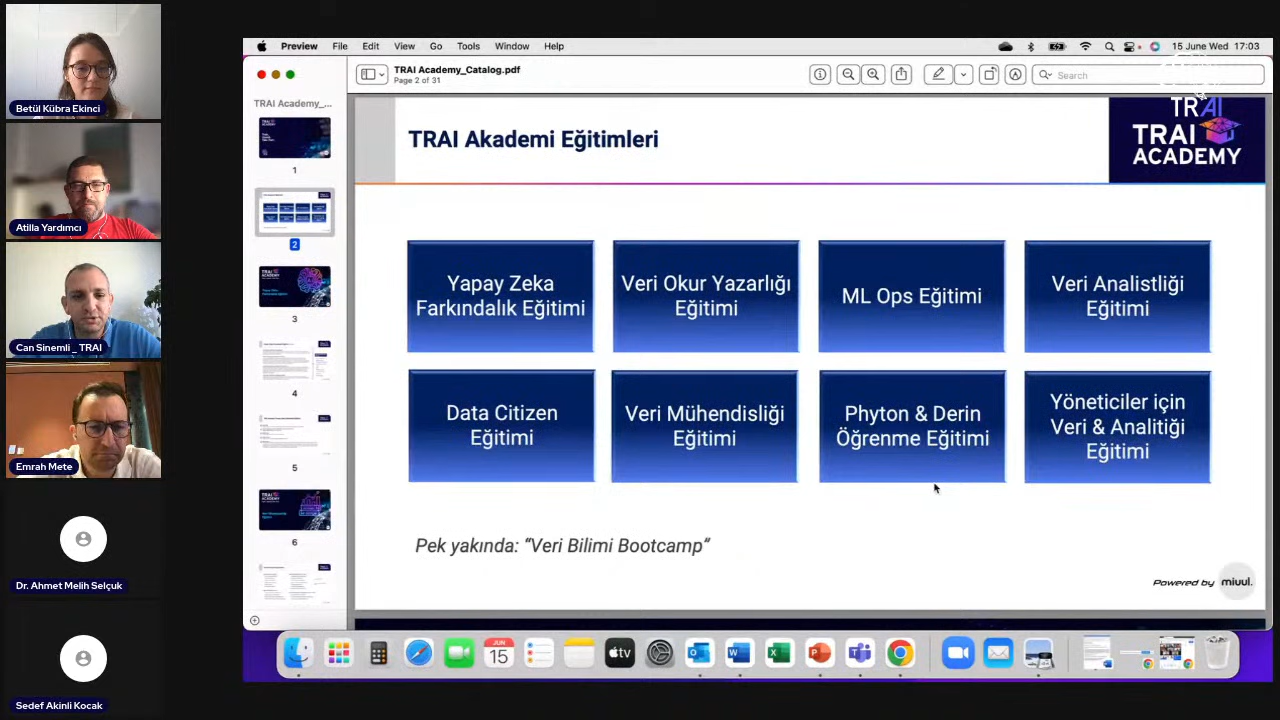 Betül Kübra Ekinci
Atilla Yardımcı
Can Sinemli _ TRAI
Emrah Mete
Ahmet Melih Selçuk
Sedef Akinli Kocak
Preview File Edit View Go Tools Window Help
15 June Wed 17:03
TRAI Academy_Catalog.pdf
Page 2 of 31
Search
TRAI Academy_...
1
2
3
4
5
6
TRAI Akademi Eğitimleri
TRAI
TRAI
ACADEMY
Yapay Zeka
Farkındalık Eğitimi
Veri Okur Yazarlığı
Eğitimi
ML Ops Eğitimi
Veri Analistliği
Eğitimi
Data Citizen
Eğitimi
Veri Mühendisliği
Eğitimi
Phyton & Derin
Öğrenme Eğitimi
Yöneticiler için
Veri & Analitiği
Eğitimi
Pek yakında: “Veri Bilimi Bootcamp”
Powered by miuul.
JUN
15
tv